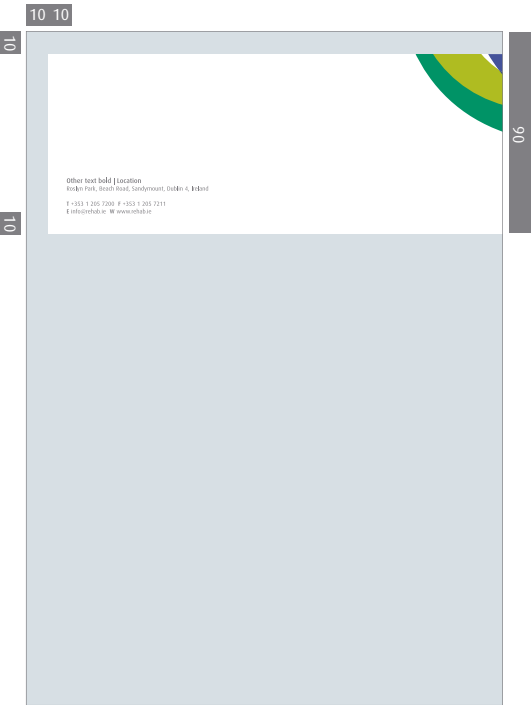 10 10
10
90
Other text bold | Location
Roslyn Park, Beach Road, Sandymount, Dublin 4, Ireland
10
T +353 1 205 7200 F +353 1 205 7211
E info@rehab.ie W www.rehab.ie